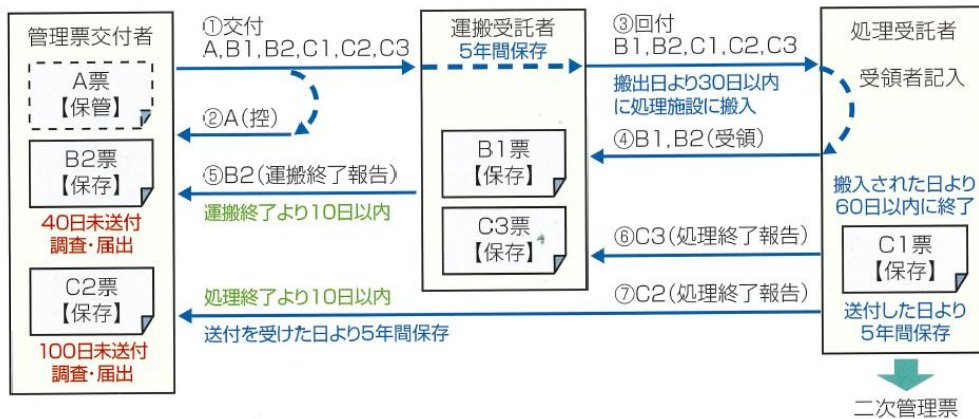 管理票交付者
A票
【保管】
B2票
【保存】
40日未送付
調査・届出
C2票
【保存】
100日未送付
調査・届出
①交付
A,B1,B2,C1,C2,C3
②A(控)
⑤B2(運搬終了報告)
運搬終了より10日以内
処理終了より10日以内
送付を受けた日より5年間保存
運搬受託者
5年間保存
B1票
【保存】
C3票
【保存】
③回付
B1,B2,C1,C2,C3
搬出日より30日以内
に処理施設に搬入
④B1,B2(受領)
⑥C3(処理終了報告)
⑦C2(処理終了報告)
処理受託者
受領者記入
搬入された日より
60日以内に終了
C1票
【保存】
送付した日より
5年間保存
二次管理票